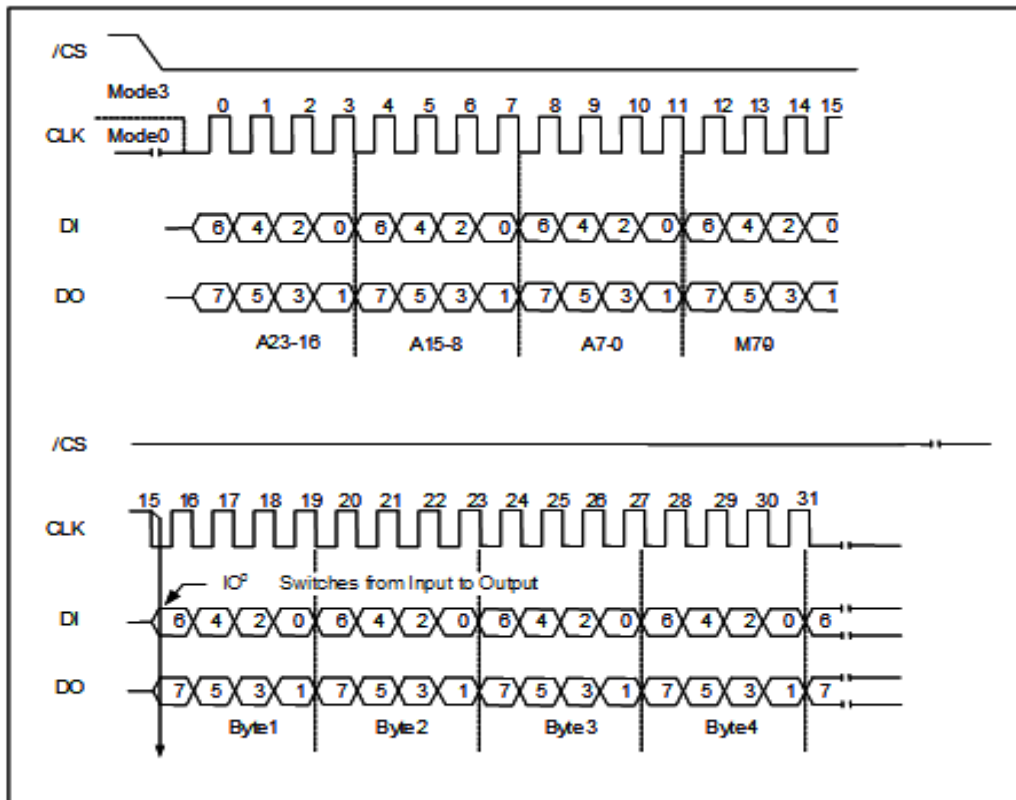 /CS
Mode3
0 1 2 3 4 5 6 7 8 9 10 11 12 13 14 15
CLK Mode0
DI 6 4 2 0 6 4 2 0 6 4 2 0 6 4 2 0
DO 7 5 3 1 7 5 3 1 7 5 3 1 7 5 3 1
A23-16 A15-8 A7-0 M70
/CS
15 16 17 18 19 20 21 22 23 24 25 26 27 28 29 30 31
CLK
IOº Switches from Input to Output
DI 6 4 2 0 6 4 2 0 6 4 2 0 6 4 2 0 6
DO 7 5 3 1 7 5 3 1 7 5 3 1 7 5 3 1 7
Byte1 Byte2 Byte3 Byte4